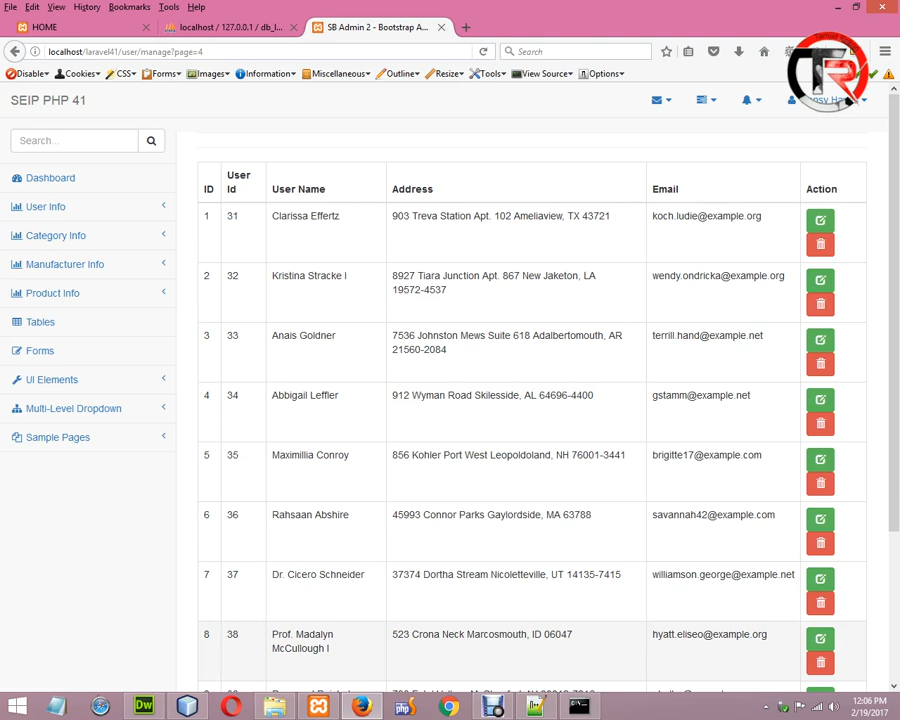 File Edit View History Bookmarks Tools Help
HOME
localhost / 127.0.0.1 / db_l...
SB Admin 2 - Bootstrap A...
localhost/laravel41/user/manage?page=4
Search
Disable Cookies CSS Forms Images Information Miscellaneous Outline Resize Tools View Source Options
SEIP PHP 41
TR
Search...
Dashboard
User Info
Category Info
Manufacturer Info
Product Info
Tables
Forms
UI Elements
Multi-Level Dropdown
Sample Pages
ID User Id User Name Address Email Action
1 31 Clarissa Effertz 903 Treva Station Apt. 102 Ameliaview, TX 43721 koch.ludie@example.org
2 32 Kristina Stracke I 8927 Tiara Junction Apt. 867 New Jaketon, LA wendy.ondricka@example.org
19572-4537
3 33 Anais Goldner 7536 Johnston Mews Suite 618 Adalbertomouth, AR terrill.hand@example.net
21560-2084
4 34 Abbigail Leffler 912 Wyman Road Skilesside, AL 64696-4400 gstamm@example.net
5 35 Maximillia Conroy 856 Kohler Port West Leopoldoland, NH 76001-3441 brigitte17@example.com
6 36 Rahsaan Abshire 45993 Connor Parks Gaylordside, MA 63788 savannah42@example.com
7 37 Dr. Cicero Schneider 37374 Dortha Stream Nicoletteville, UT 14135-7415 williamson.george@example.net
8 38 Prof. Madalyn 523 Crona Neck Marcosmouth, ID 06047 hyatt.eliseo@example.org
McCullough I
Dw
php
12:06 PM
2/19/2017